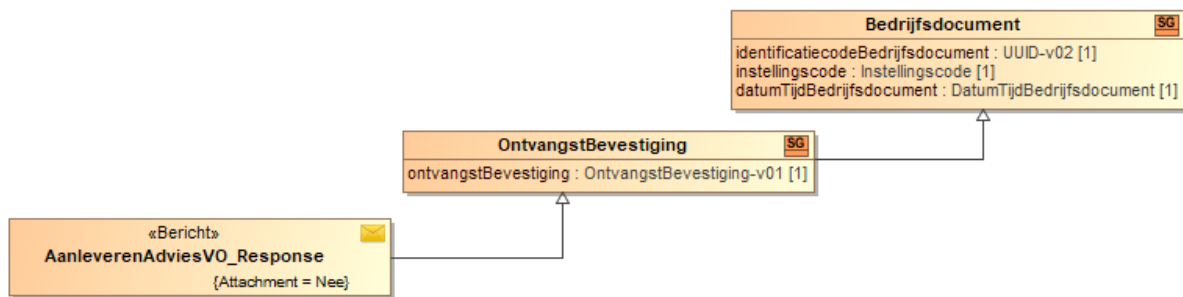 Bedrijfsdocument SG
identificatiecodeBedrijfsdocument : UUID-v02 [1]
instellingscode : Instellingscode [1]
datumTijdBedrijfsdocument : DatumTijdBedrijfsdocument [1]
OntvangstBevestiging SG
ontvangstBevestiging : OntvangstBevestiging-v01 [1]
«Bericht»
AanleverenAdviesVO_Response
{Attachment = Nee}